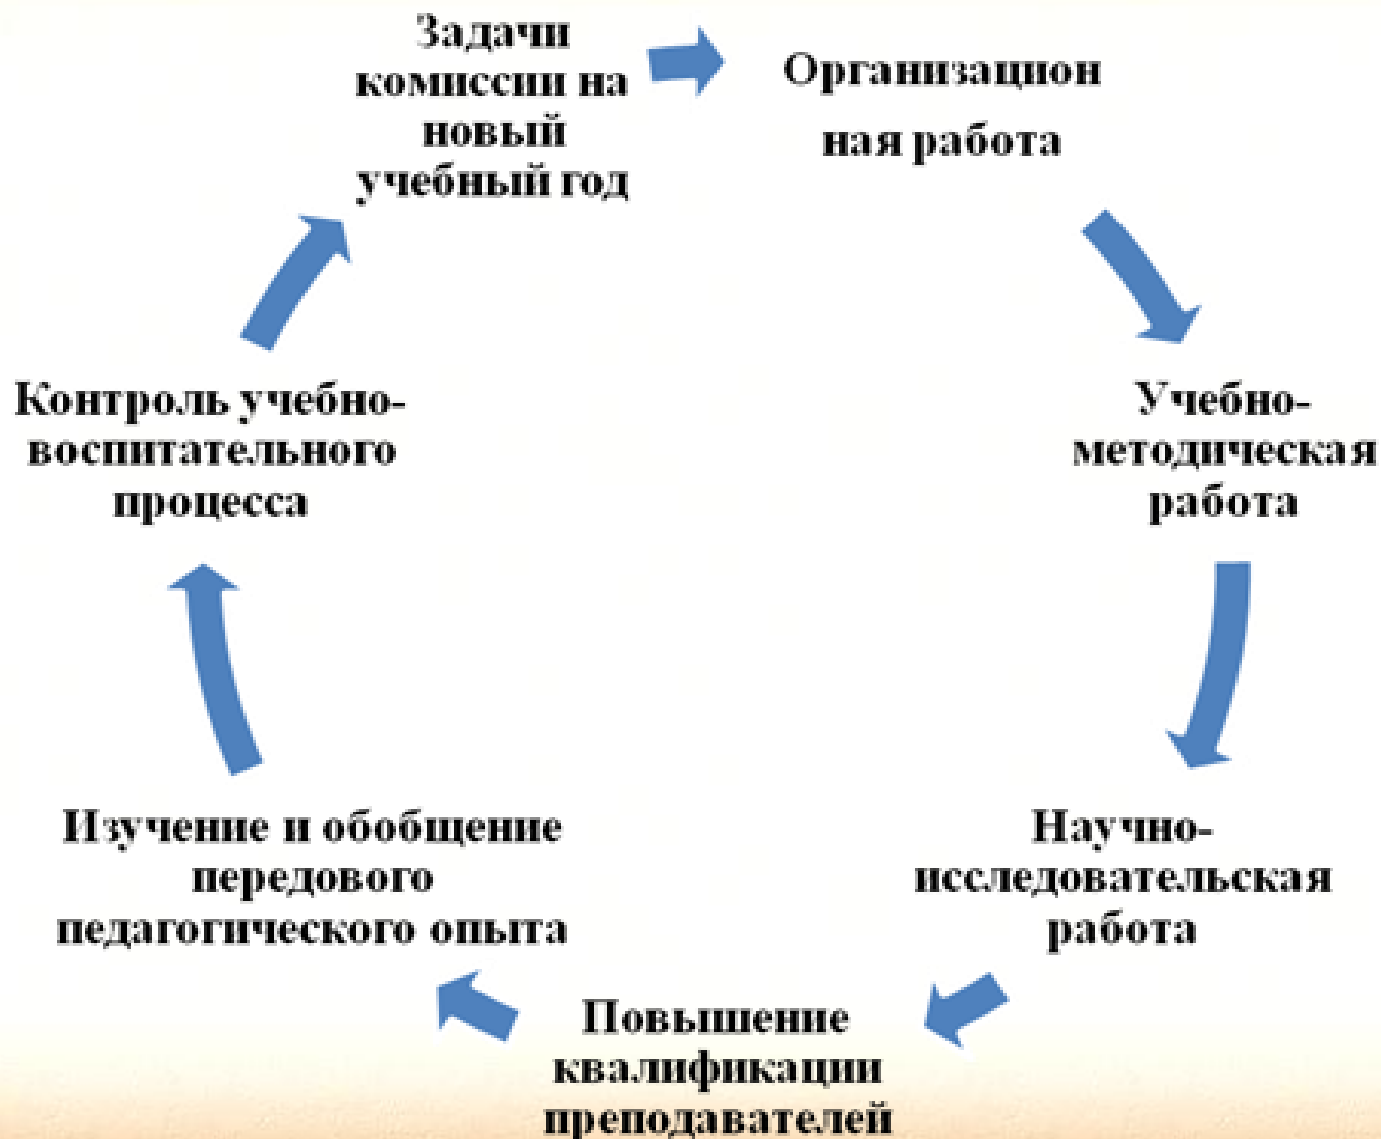 Задачи
комиссии на
новый
учебный год
Организацион
ная работа
Учебно-
методическая
работа
Научно-
исследовательская
работа
Повышение
квалификации
преподавателей
Изучение и обобщение
передового
педагогического опыта
Контроль учебно-
воспитательного
процесса